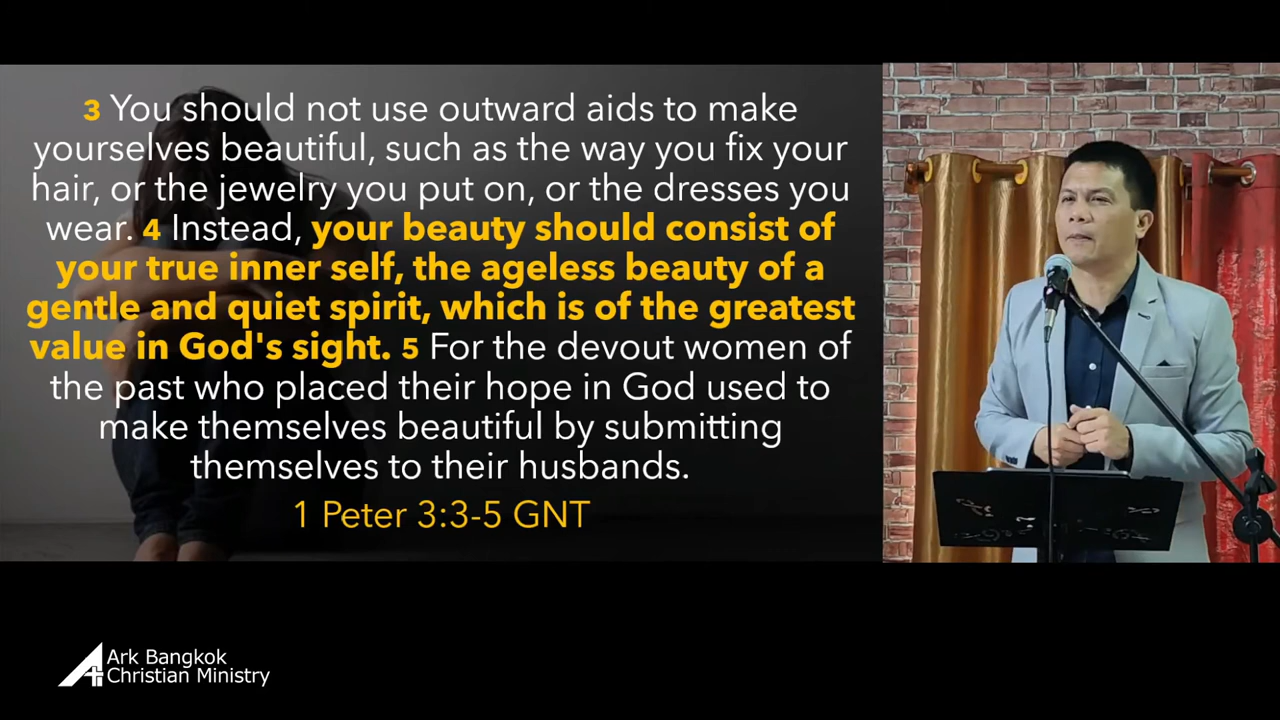 3 You should not use outward aids to make
yourselves beautiful, such as the way you fix your
hair, or the jewelry you put on, or the dresses you
wear. 4 Instead, your beauty should consist of
your true inner self, the ageless beauty of a
gentle and quiet spirit, which is of the greatest
value in God's sight. 5 For the devout women of
the past who placed their hope in God used to
make themselves beautiful by submitting
themselves to their husbands.
1 Peter 3:3-5 GNT
Ark Bangkok
Christian Ministry